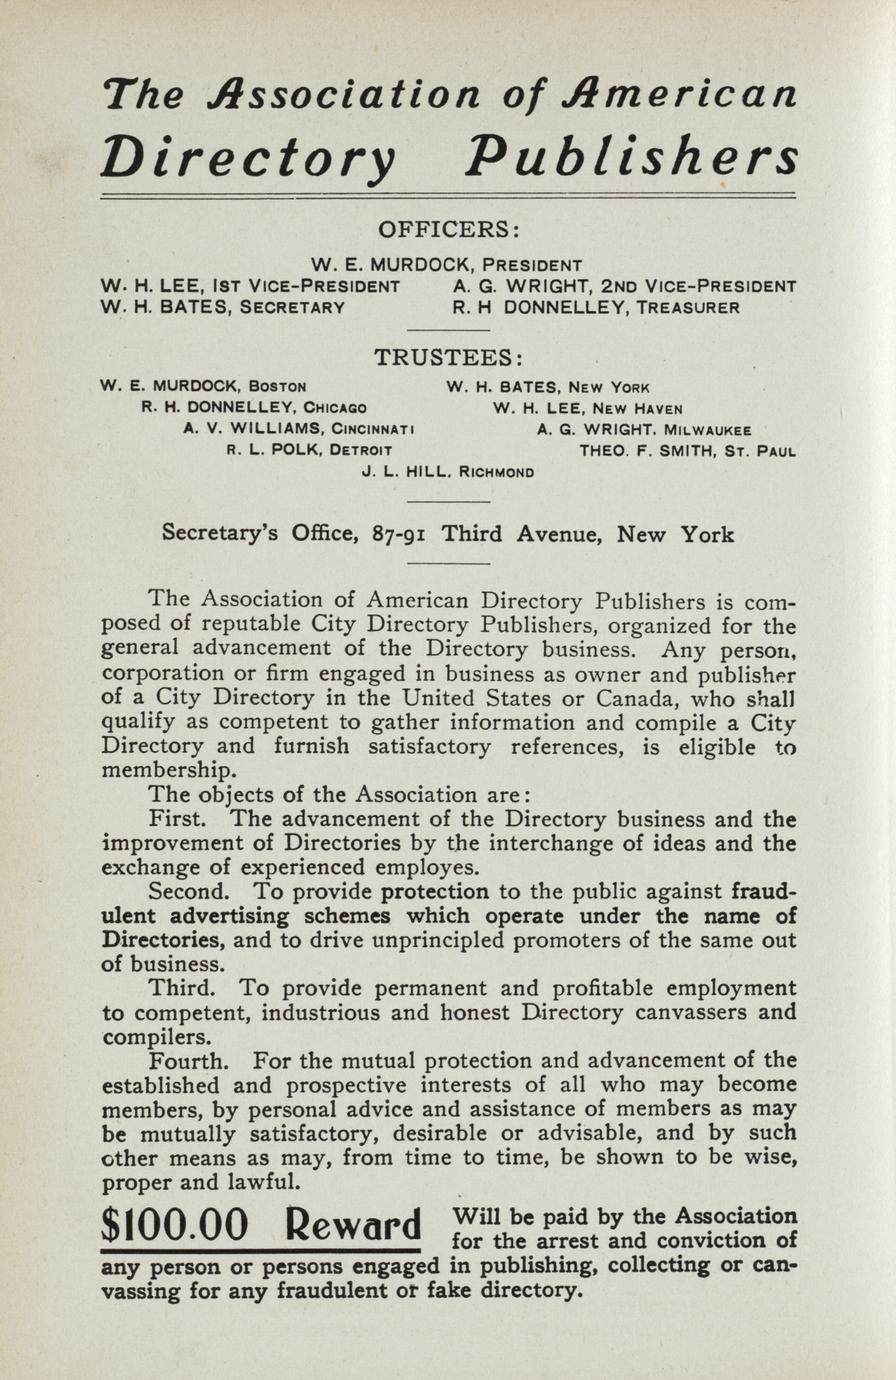 The Association of American
Directory Publishers
OFFICERS:
W. E. MURDOCK, PRESIDENT
W. H. LEE, 1ST VICE-PRESIDENT A. G. WRIGHT, 2ND VICE-PRESIDENT
W. H. BATES, SECRETARY R. H DONNELLEY, TREASURER
TRUSTEES:
W. E. MURDOCK, BOSTON W. H. BATES, NEW YORK
R. H. DONNELLEY, CHICAGO W. H. LEE, NEW HAVEN
A. V. WILLIAMS, CINCINNATI A. G. WRIGHT, MILWAUKEE
R. L. POLK, DETROIT THEO. F. SMITH, ST. PAUL
J. L. HILL, RICHMOND
Secretary's Office, 87-91 Third Avenue, New York
The Association of American Directory Publishers is com-
posed of reputable City Directory Publishers, organized for the
general advancement of the Directory business. Any person,
corporation or firm engaged in business as owner and publisher
of a City Directory in the United States or Canada, who shall
qualify as competent to gather information and compile a City
Directory and furnish satisfactory references, is eligible to
membership.
The objects of the Association are:
First. The advancement of the Directory business and the
improvement of Directories by the interchange of ideas and the
exchange of experienced employes.
Second. To provide protection to the public against fraud-
ulent advertising schemes which operate under the name of
Directories, and to drive unprincipled promoters of the same out
of business.
Third. To provide permanent and profitable employment
to competent, industrious and honest Directory canvassers and
compilers.
Fourth. For the mutual protection and advancement of the
established and prospective interests of all who may become
members, by personal advice and assistance of members as may
be mutually satisfactory, desirable or advisable, and by such
other means as may, from time to time, be shown to be wise,
proper and lawful.
$100.00 Reward Will be paid by the Association
for the arrest and conviction of
any person or persons engaged in publishing, collecting or can-
vassing for any fraudulent or fake directory.